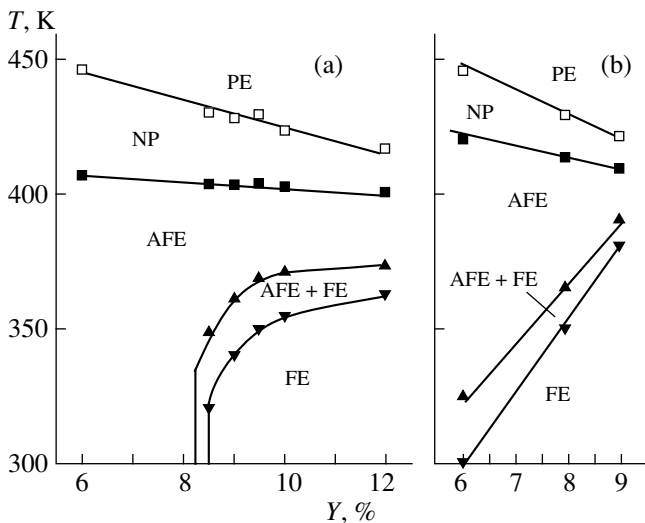 T, K
450
(a)
(b)
PE
PE
NP
NP
400
AFE
AFE
AFE + FE
AFE + FE
350
FE
FE
300
6 8 10 12 6 7 8 9
Y, %